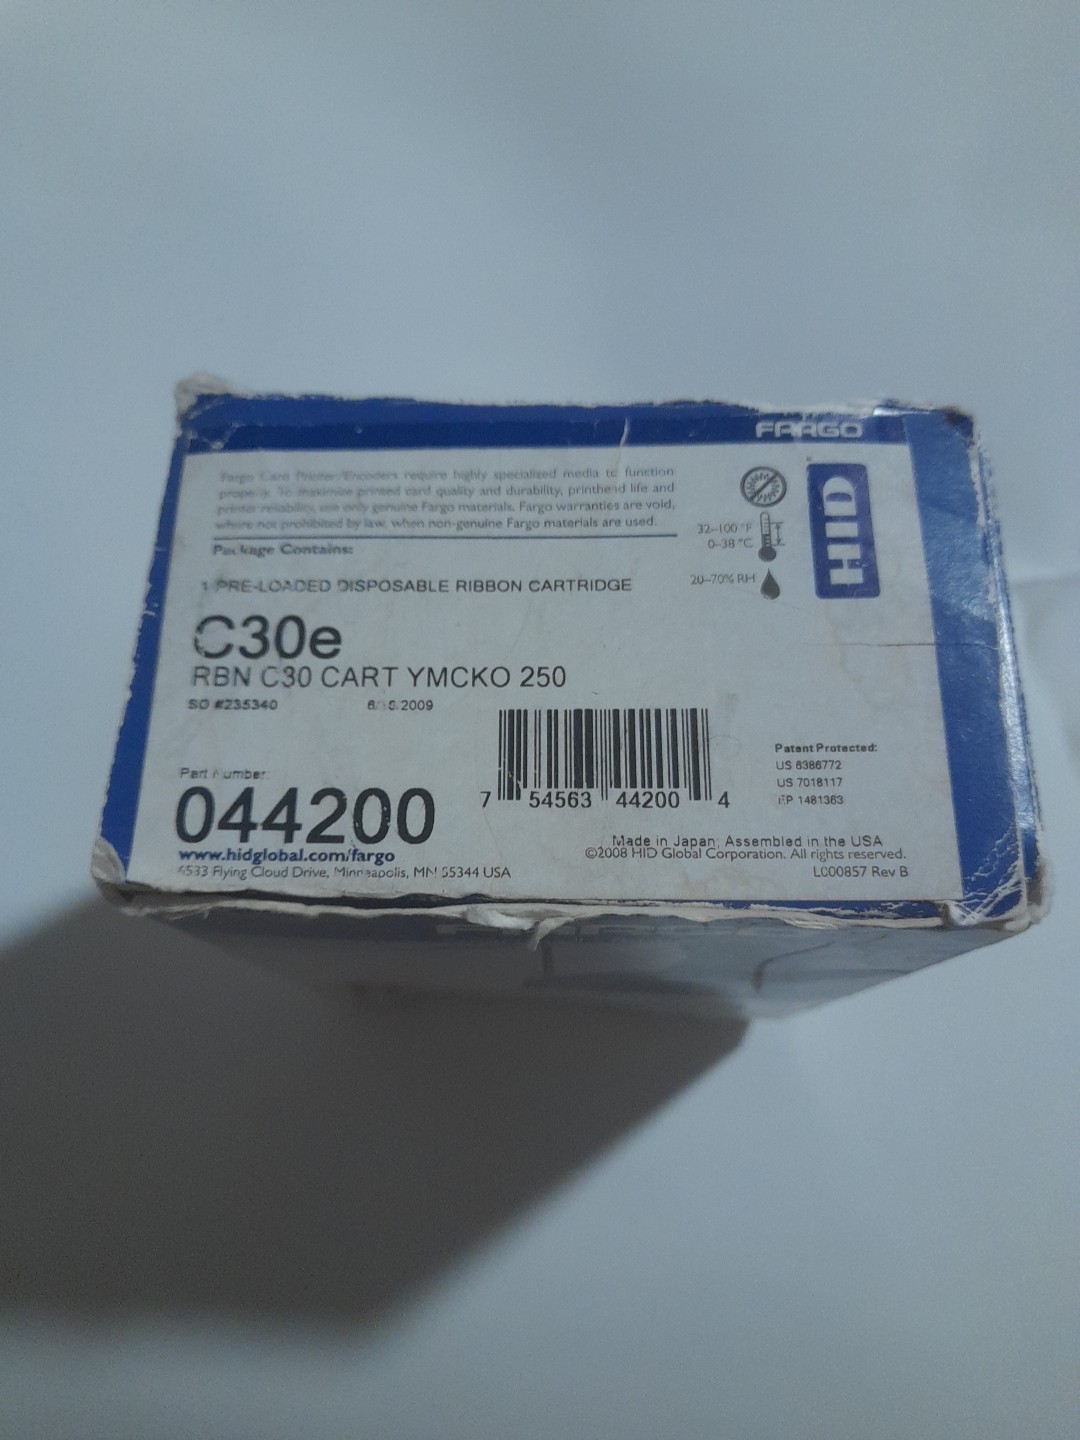 FARGO
Fargo Card Printer/Encoders require highly specialized media to function
properly. To maximize printed card quality and durability, printhead life and
printer reliability, use only genuine Fargo materials. Fargo warranties are void,
where not prohibited by law, when non-genuine Fargo materials are used.
32–100 °F
0–38 °C
20–70% RH
HID
Package Contains:
1 PRE-LOADED DISPOSABLE RIBBON CARTRIDGE
C30e
RBN C30 CART YMCKO 250
SO #235340
2009
Part Number:
044200
7 54563 44200 4
Patent Protected:
US 6386772
US 7018117
EP 1481363
www.hidglobal.com/fargo
6533 Flying Cloud Drive, Minneapolis, MN 55344 USA
Made in Japan; Assembled in the USA
©2008 HID Global Corporation. All rights reserved.
LC00857 Rev B